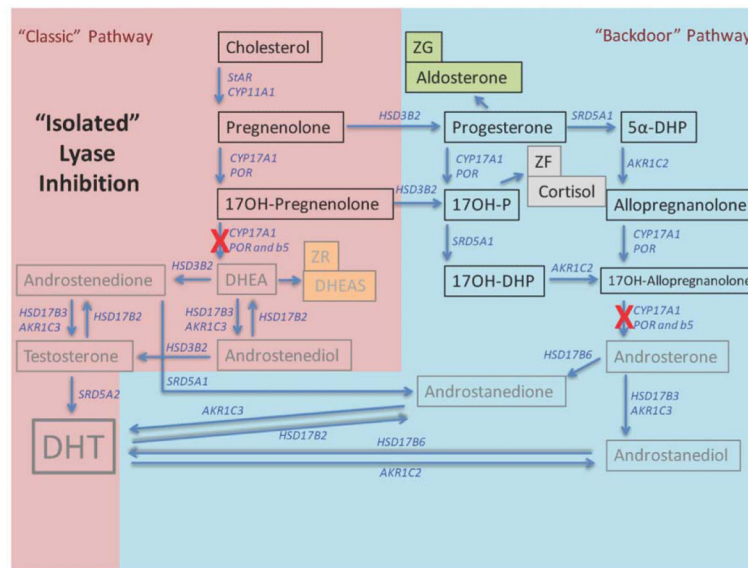 “Classic” Pathway
“Backdoor” Pathway
“Isolated”
Lyase
Inhibition
Cholesterol
ZG
Aldosterone
StAR
CYP11A1
Pregnenolone
HSD3B2
Progesterone
SRD5A1
5α-DHP
CYP17A1
POR
CYP17A1
POR
ZF
Cortisol
AKR1C2
17OH-Pregnenolone
HSD3B2
17OH-P
Allopregnanolone
X
CYP17A1
POR and b5
SRD5A1
CYP17A1
POR
Androstenedione
HSD3B2
DHEA
ZR
DHEAS
17OH-DHP
AKR1C2
17OH-Allopregnanolone
HSD17B3
AKR1C3
HSD17B2
HSD17B3
AKR1C3
HSD17B2
X
CYP17A1
POR and b5
Testosterone
HSD3B2
Androstenediol
HSD17B6
Androsterone
SRD5A2
SRD5A1
Androstanedione
HSD17B3
AKR1C3
DHT
AKR1C3
HSD17B2
HSD17B6
AKR1C2
Androstanediol